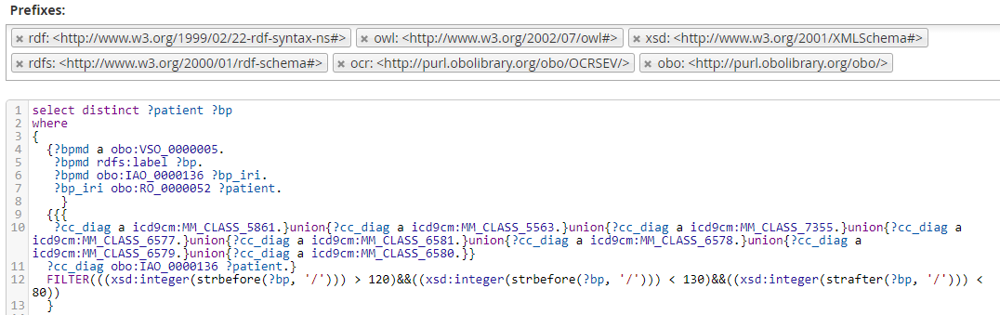 Prefixes:
× rdf: <http://www.w3.org/1999/02/22-rdf-syntax-ns#> × owl: <http://www.w3.org/2002/07/owl#> × xsd: <http://www.w3.org/2001/XMLSchema#>
× rdfs: <http://www.w3.org/2000/01/rdf-schema#> × ocr: <http://purl.obolibrary.org/obo/OCRSEV/> × obo: <http://purl.obolibrary.org/obo/>
1 select distinct ?patient ?bp
2 where
3 {
4 {?bpmd a obo:VSO_0000005.
5 ?bpmd rdfs:label ?bp.
6 ?bpmd obo:IAO_0000136 ?bp_iri.
7 ?bp_iri obo:RO_0000052 ?patient.
8 }
9 {{{
10 ?cc_diag a icd9cm:MM_CLASS_5861.}union{?cc_diag a icd9cm:MM_CLASS_5563.}union{?cc_diag a icd9cm:MM_CLASS_7355.}union{?cc_diag a
icd9cm:MM_CLASS_6577.}union{?cc_diag a icd9cm:MM_CLASS_6581.}union{?cc_diag a icd9cm:MM_CLASS_6578.}union{?cc_diag a
icd9cm:MM_CLASS_6579.}union{?cc_diag a icd9cm:MM_CLASS_6580.}}
11 ?cc_diag obo:IAO_0000136 ?patient.}
12 FILTER(((xsd:integer(strbefore(?bp, '/'))) > 120)&&((xsd:integer(strbefore(?bp, '/'))) < 130)&&((xsd:integer(strafter(?bp, '/'))) <
80))
13 }